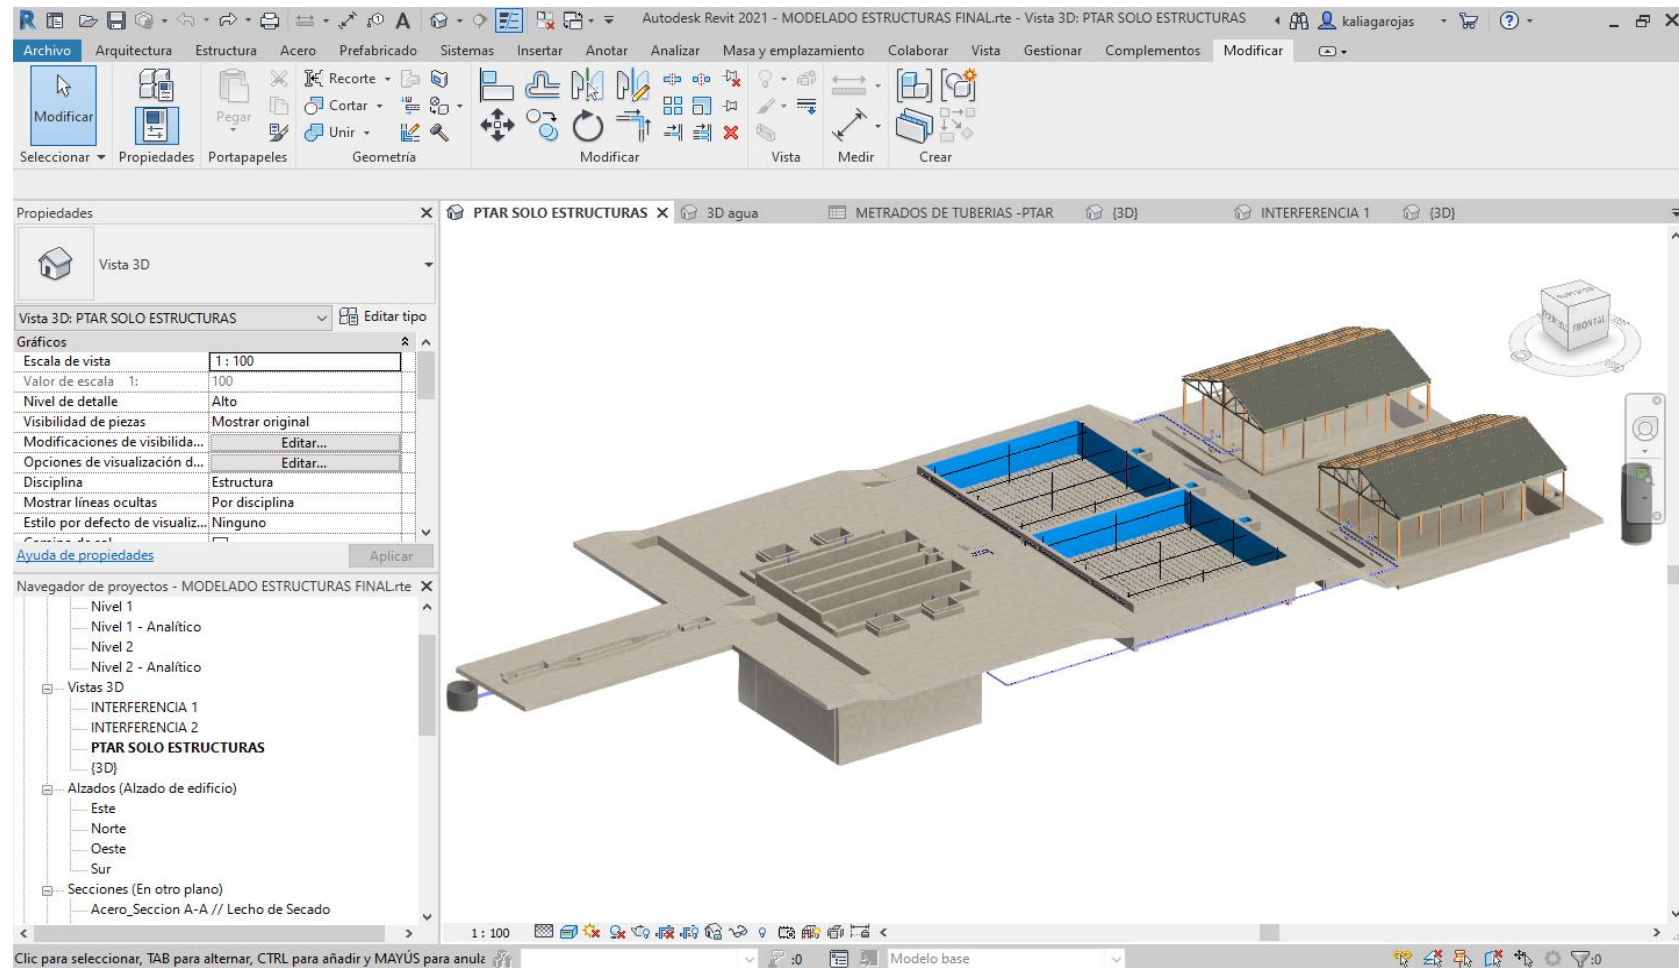 Autodesk Revit 2021 - MODELADO ESTRUCTURAS FINAL.rte - Vista 3D: PTAR SOLO ESTRUCTURAS
kaliagarojas
Archivo Arquitectura Estructura Acero Prefabricado Sistemas Insertar Anotar Analizar Masa y emplazamiento Colaborar Vista Gestionar Complementos Modificar
Modificar
Pegar
Recorte
Cortar
Unir
Seleccionar Propiedades Portapapeles Geometría Modificar Vista Medir Crear
Propiedades
PTAR SOLO ESTRUCTURAS
3D agua
METRADOS DE TUBERIAS -PTAR
{3D}
INTERFERENCIA 1
{3D}
Vista 3D
Vista 3D: PTAR SOLO ESTRUCTURAS
Editar tipo
Gráficos
Escala de vista 1 : 100
Valor de escala 1: 100
Nivel de detalle Alto
Visibilidad de piezas Mostrar original
Modificaciones de visibilida... Editar...
Opciones de visualización d... Editar...
Disciplina Estructura
Mostrar líneas ocultas Por disciplina
Estilo por defecto de visualiz... Ninguno
Ayuda de propiedades
Aplicar
Navegador de proyectos - MODELADO ESTRUCTURAS FINAL.rte
Nivel 1
Nivel 1 - Analítico
Nivel 2
Nivel 2 - Analítico
Vistas 3D
INTERFERENCIA 1
INTERFERENCIA 2
PTAR SOLO ESTRUCTURAS
{3D}
Alzados (Alzado de edificio)
Este
Norte
Oeste
Sur
Secciones (En otro plano)
Acero_Seccion A-A // Lecho de Secado
FRONTAL
1 : 100
Clic para seleccionar, TAB para alternar, CTRL para añadir y MAYÚS para anula
:0
Modelo base
:0